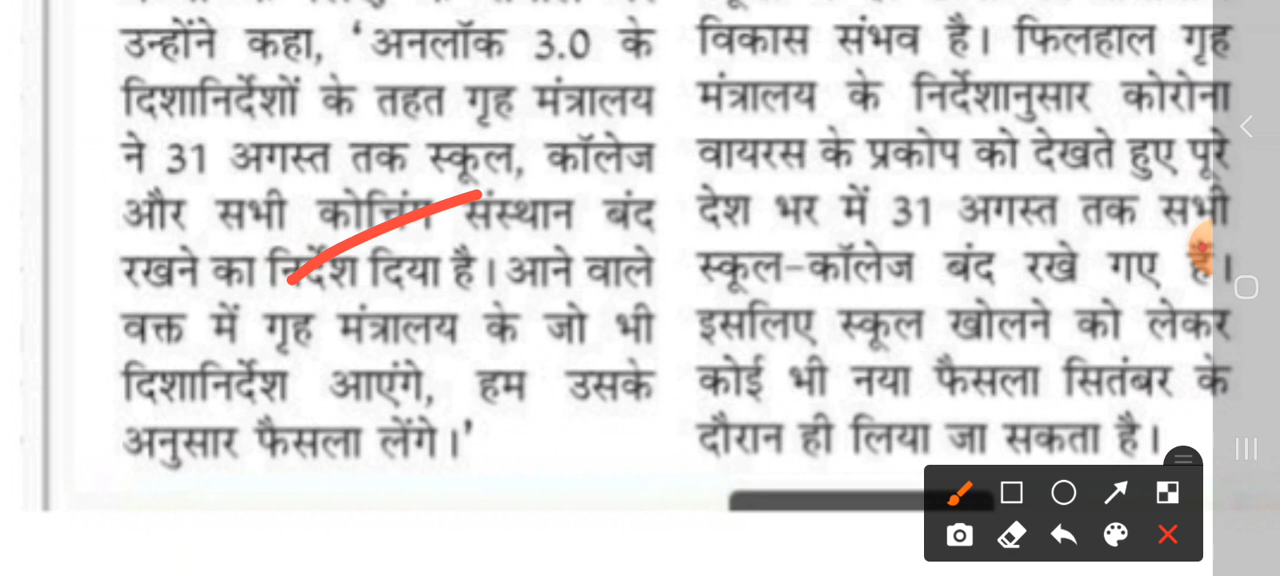 उन्होंने कहा, ‘अनलॉक 3.0 के
दिशानिर्देशों के तहत गृह मंत्रालय
ने 31 अगस्त तक स्कूल, कॉलेज
और सभी कोचिंग संस्थान बंद
रखने का निर्देश दिया है। आने वाले
वक्त में गृह मंत्रालय के जो भी
दिशानिर्देश आएंगे, हम उसके
अनुसार फैसला लेंगे।’
विकास संभव है। फिलहाल गृह
मंत्रालय के निर्देशानुसार कोरोना
वायरस के प्रकोप को देखते हुए पूरे
देश भर में 31 अगस्त तक सभी
स्कूल-कॉलेज बंद रखे गए हैं।
इसलिए स्कूल खोलने को लेकर
कोई भी नया फैसला सितंबर के
दौरान ही लिया जा सकता है।